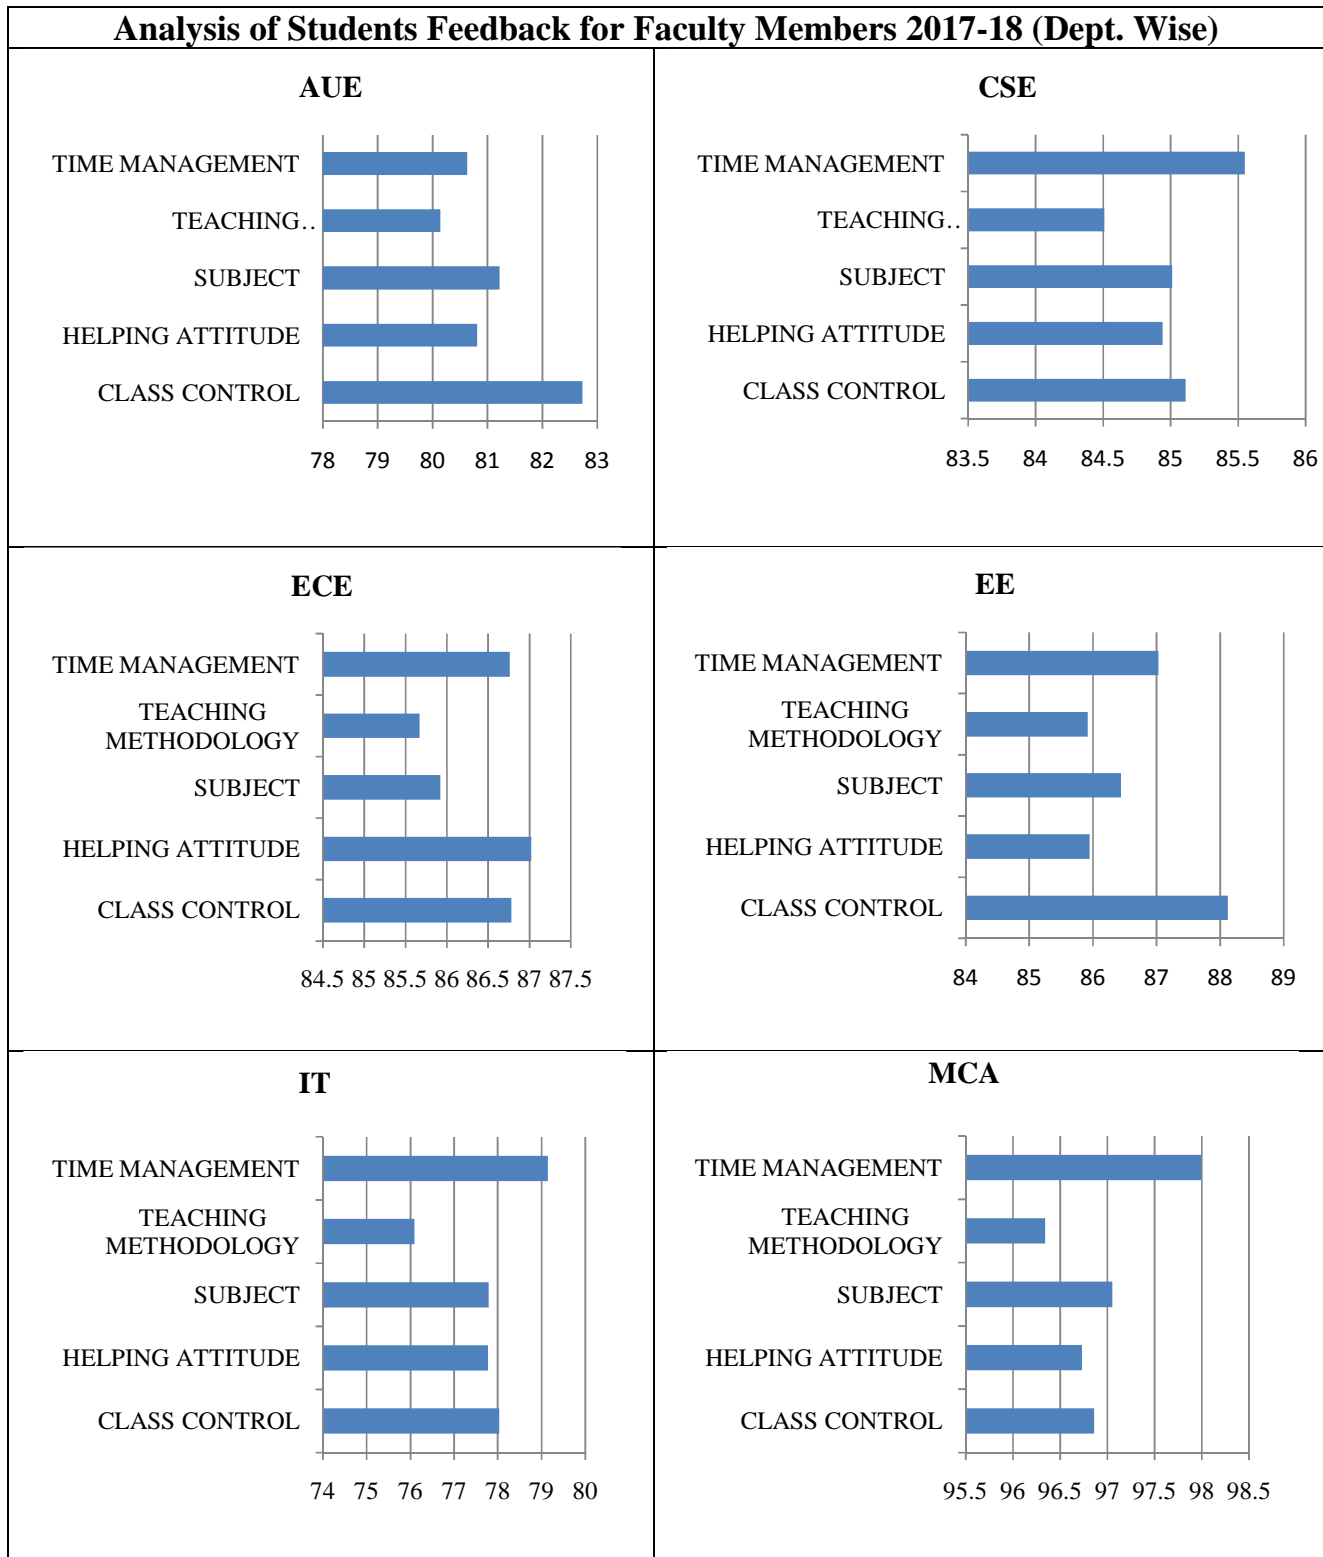 Analysis of Students Feedback for Faculty Members 2017-18 (Dept. Wise)
AUE
TIME MANAGEMENT
TEACHING..
SUBJECT
HELPING ATTITUDE
CLASS CONTROL
78 79 80 81 82 83
CSE
TIME MANAGEMENT
TEACHING..
SUBJECT
HELPING ATTITUDE
CLASS CONTROL
83.5 84 84.5 85 85.5 86
ECE
TIME MANAGEMENT
TEACHING
METHODOLOGY
SUBJECT
HELPING ATTITUDE
CLASS CONTROL
84.5 85 85.5 86 86.5 87 87.5
EE
TIME MANAGEMENT
TEACHING
METHODOLOGY
SUBJECT
HELPING ATTITUDE
CLASS CONTROL
84 85 86 87 88 89
IT
TIME MANAGEMENT
TEACHING
METHODOLOGY
SUBJECT
HELPING ATTITUDE
CLASS CONTROL
74 75 76 77 78 79 80
MCA
TIME MANAGEMENT
TEACHING
METHODOLOGY
SUBJECT
HELPING ATTITUDE
CLASS CONTROL
95.5 96 96.5 97 97.5 98 98.5